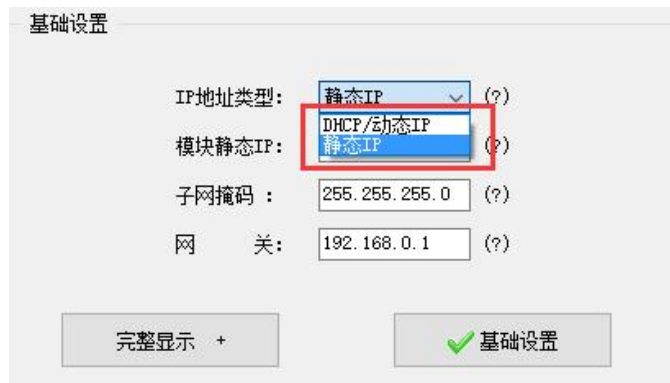 基础设置
IP地址类型: 静态IP (?)
DHCP/动态IP
静态IP
模块静态IP: (?)
子网掩码 : 255.255.255.0 (?)
网 关: 192.168.0.1 (?)
完整显示 + 基础设置